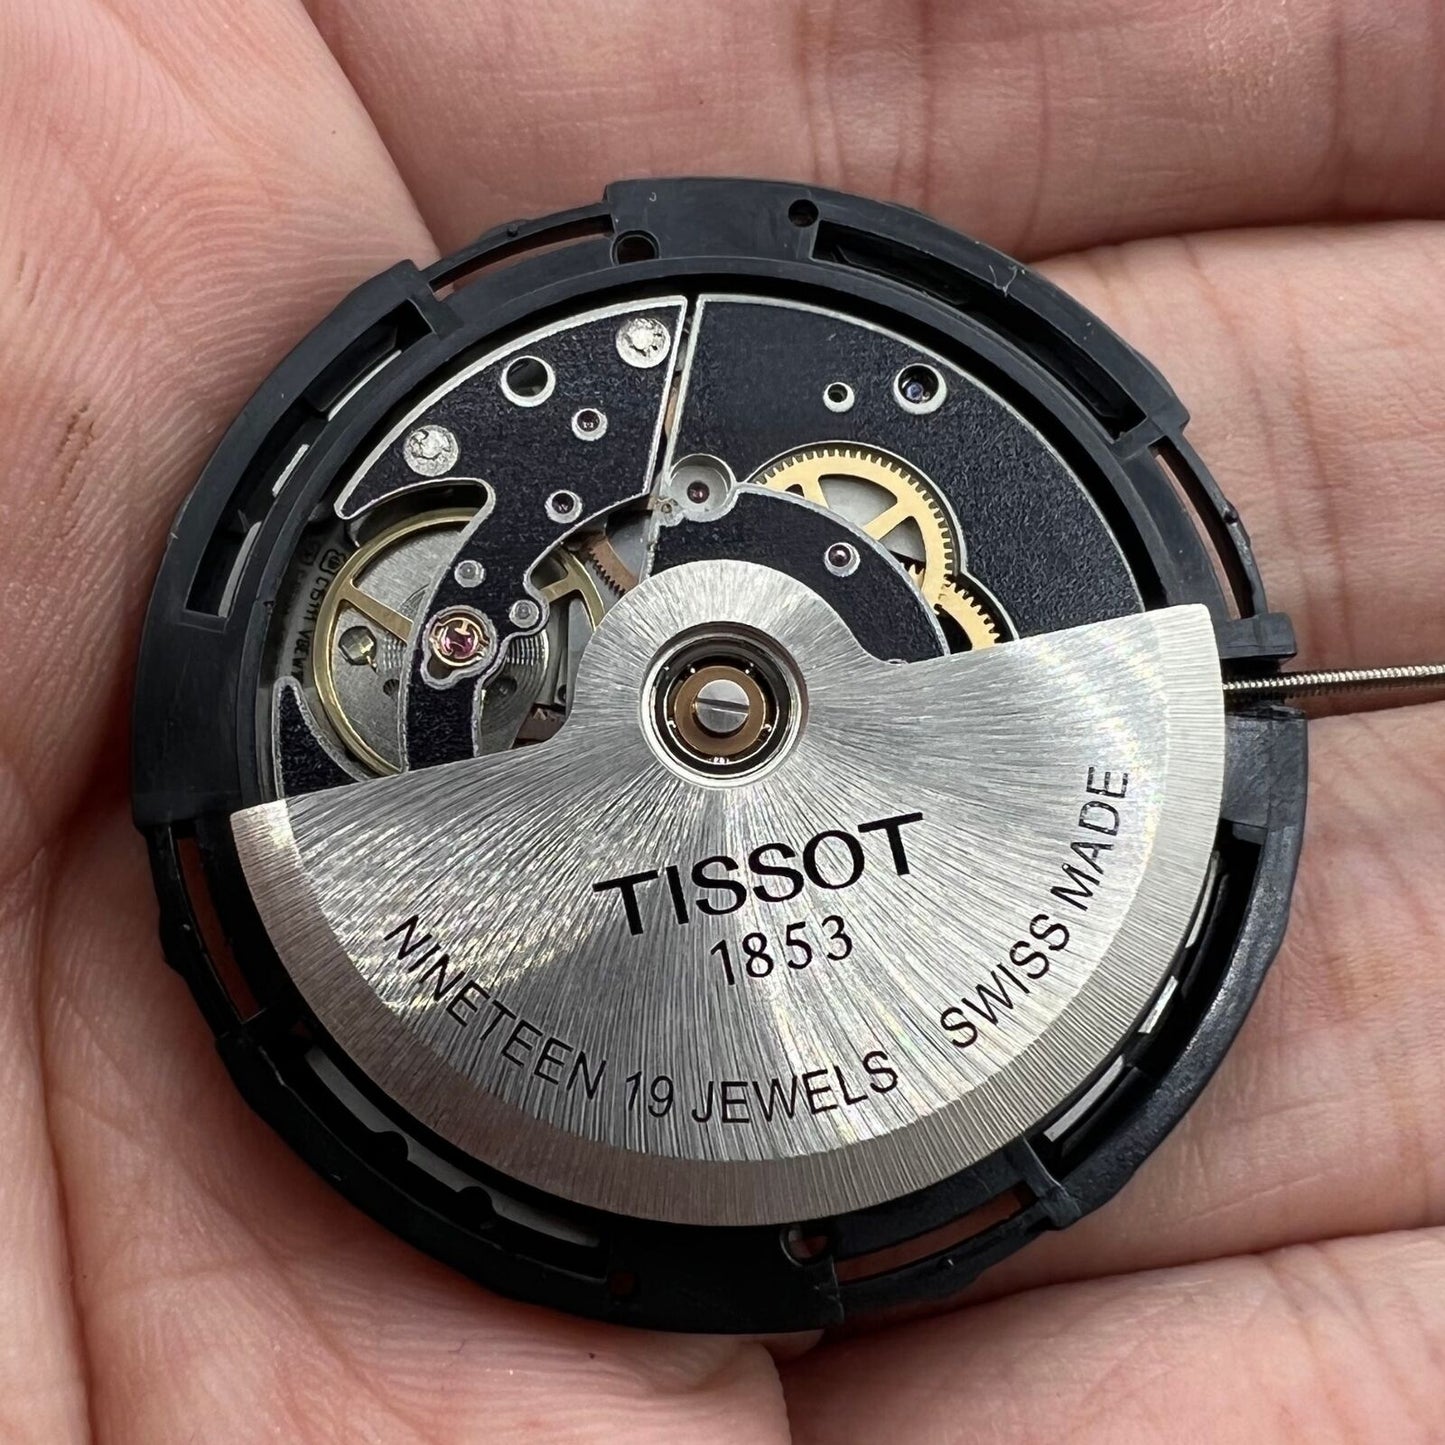 TISSOT
1853
NINETEEN 19 JEWELS SWISS MADE